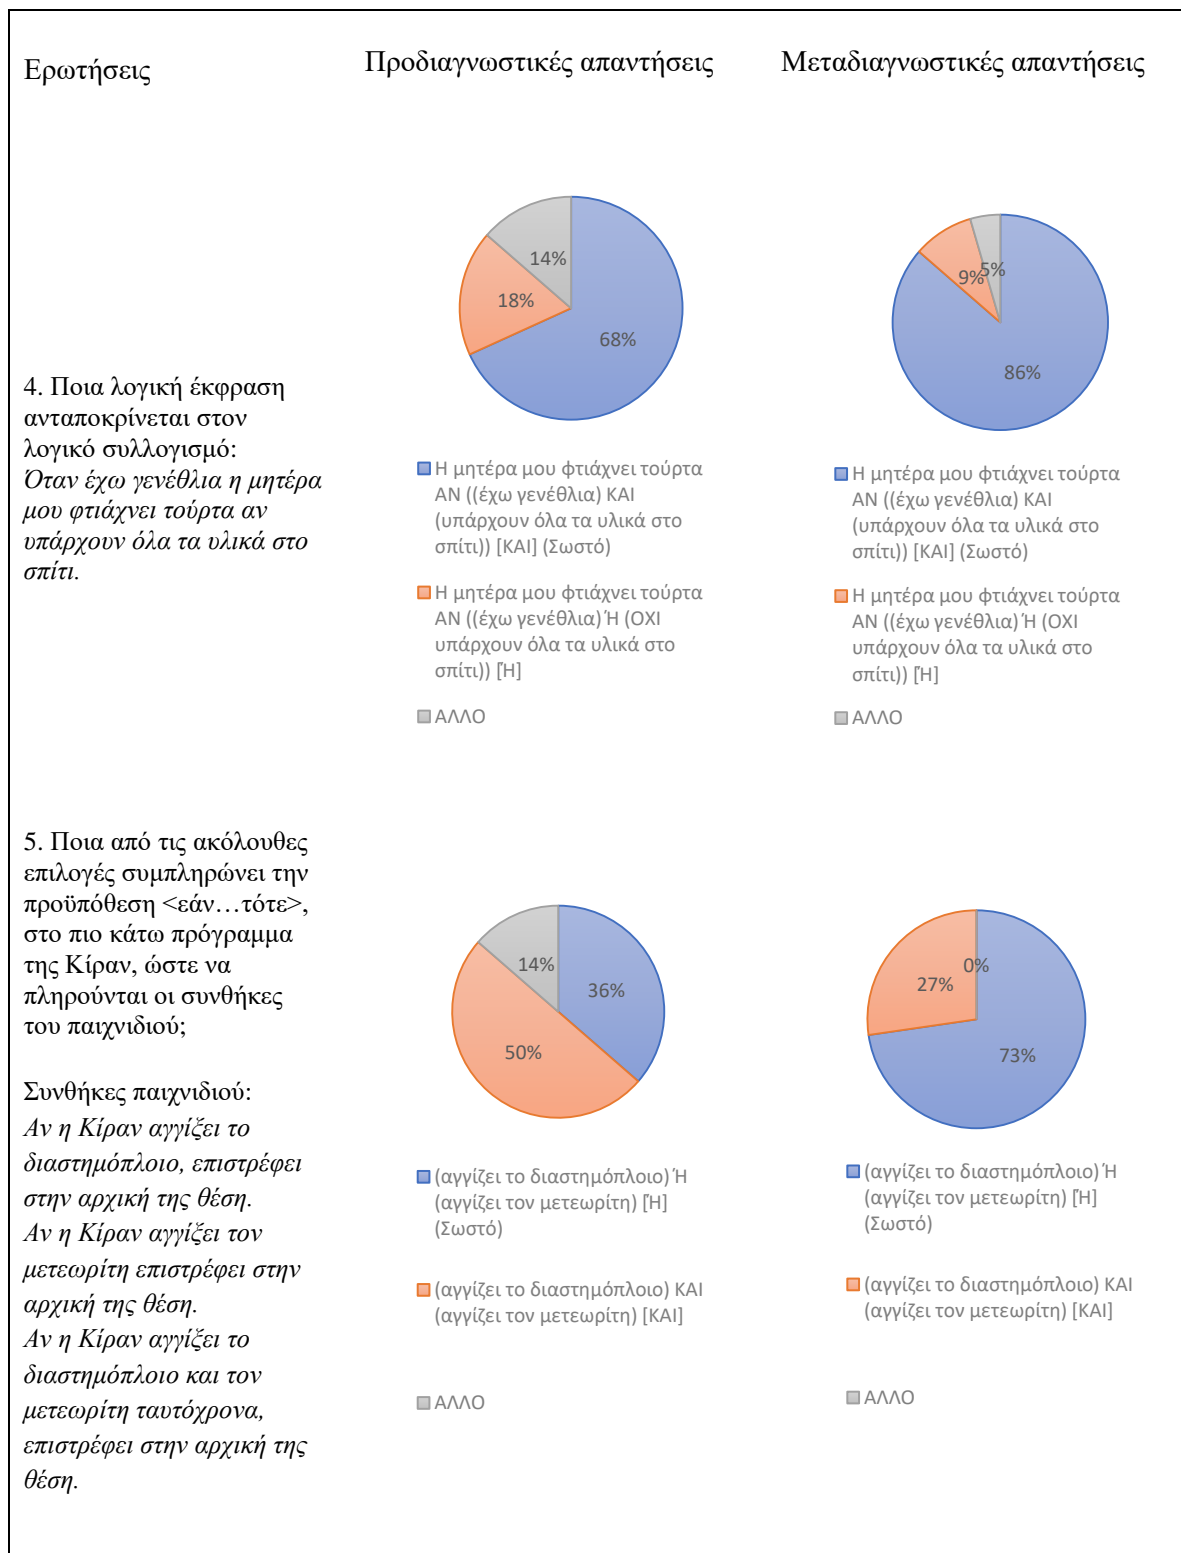 Ερωτήσεις
Προδιαγνωστικές απαντήσεις
Μεταδιαγνωστικές απαντήσεις
4. Ποια λογική έκφραση
ανταποκρίνεται στον
λογικό συλλογισμό:
Όταν έχω γενέθλια η μητέρα
μου φτιάχνει τούρτα αν
υπάρχουν όλα τα υλικά στο
σπίτι.
14%
18%
68%
Η μητέρα μου φτιάχνει τούρτα
ΑΝ ((έχω γενέθλια) ΚΑΙ
(υπάρχουν όλα τα υλικά στο
σπίτι)) [ΚΑΙ] (Σωστό)
Η μητέρα μου φτιάχνει τούρτα
ΑΝ ((έχω γενέθλια) Ή (ΟΧΙ
υπάρχουν όλα τα υλικά στο
σπίτι)) [Ή]
ΑΛΛΟ
5%
9%
86%
Η μητέρα μου φτιάχνει τούρτα
ΑΝ ((έχω γενέθλια) ΚΑΙ
(υπάρχουν όλα τα υλικά στο
σπίτι)) [ΚΑΙ] (Σωστό)
Η μητέρα μου φτιάχνει τούρτα
ΑΝ ((έχω γενέθλια) Ή (ΟΧΙ
υπάρχουν όλα τα υλικά στο
σπίτι)) [Ή]
ΑΛΛΟ
5. Ποια από τις ακόλουθες
επιλογές συμπληρώνει την
προϋπόθεση <εάν…τότε>,
στο πιο κάτω πρόγραμμα
της Κίραν, ώστε να
πληρούνται οι συνθήκες
του παιχνιδιού;
Συνθήκες παιχνιδιού:
Αν η Κίραν αγγίξει το
διαστημόπλοιο, επιστρέφει
στην αρχική της θέση.
Αν η Κίραν αγγίξει τον
μετεωρίτη επιστρέφει στην
αρχική της θέση.
Αν η Κίραν αγγίξει το
διαστημόπλοιο και τον
μετεωρίτη ταυτόχρονα,
επιστρέφει στην αρχική της
θέση.
14%
36%
50%
(αγγίζει το διαστημόπλοιο) Ή
(αγγίζει τον μετεωρίτη) [Ή]
(Σωστό)
(αγγίζει το διαστημόπλοιο) ΚΑΙ
(αγγίζει τον μετεωρίτη) [ΚΑΙ]
ΑΛΛΟ
0%
27%
73%
(αγγίζει το διαστημόπλοιο) Ή
(αγγίζει τον μετεωρίτη) [Ή]
(Σωστό)
(αγγίζει το διαστημόπλοιο) ΚΑΙ
(αγγίζει τον μετεωρίτη) [ΚΑΙ]
ΑΛΛΟ